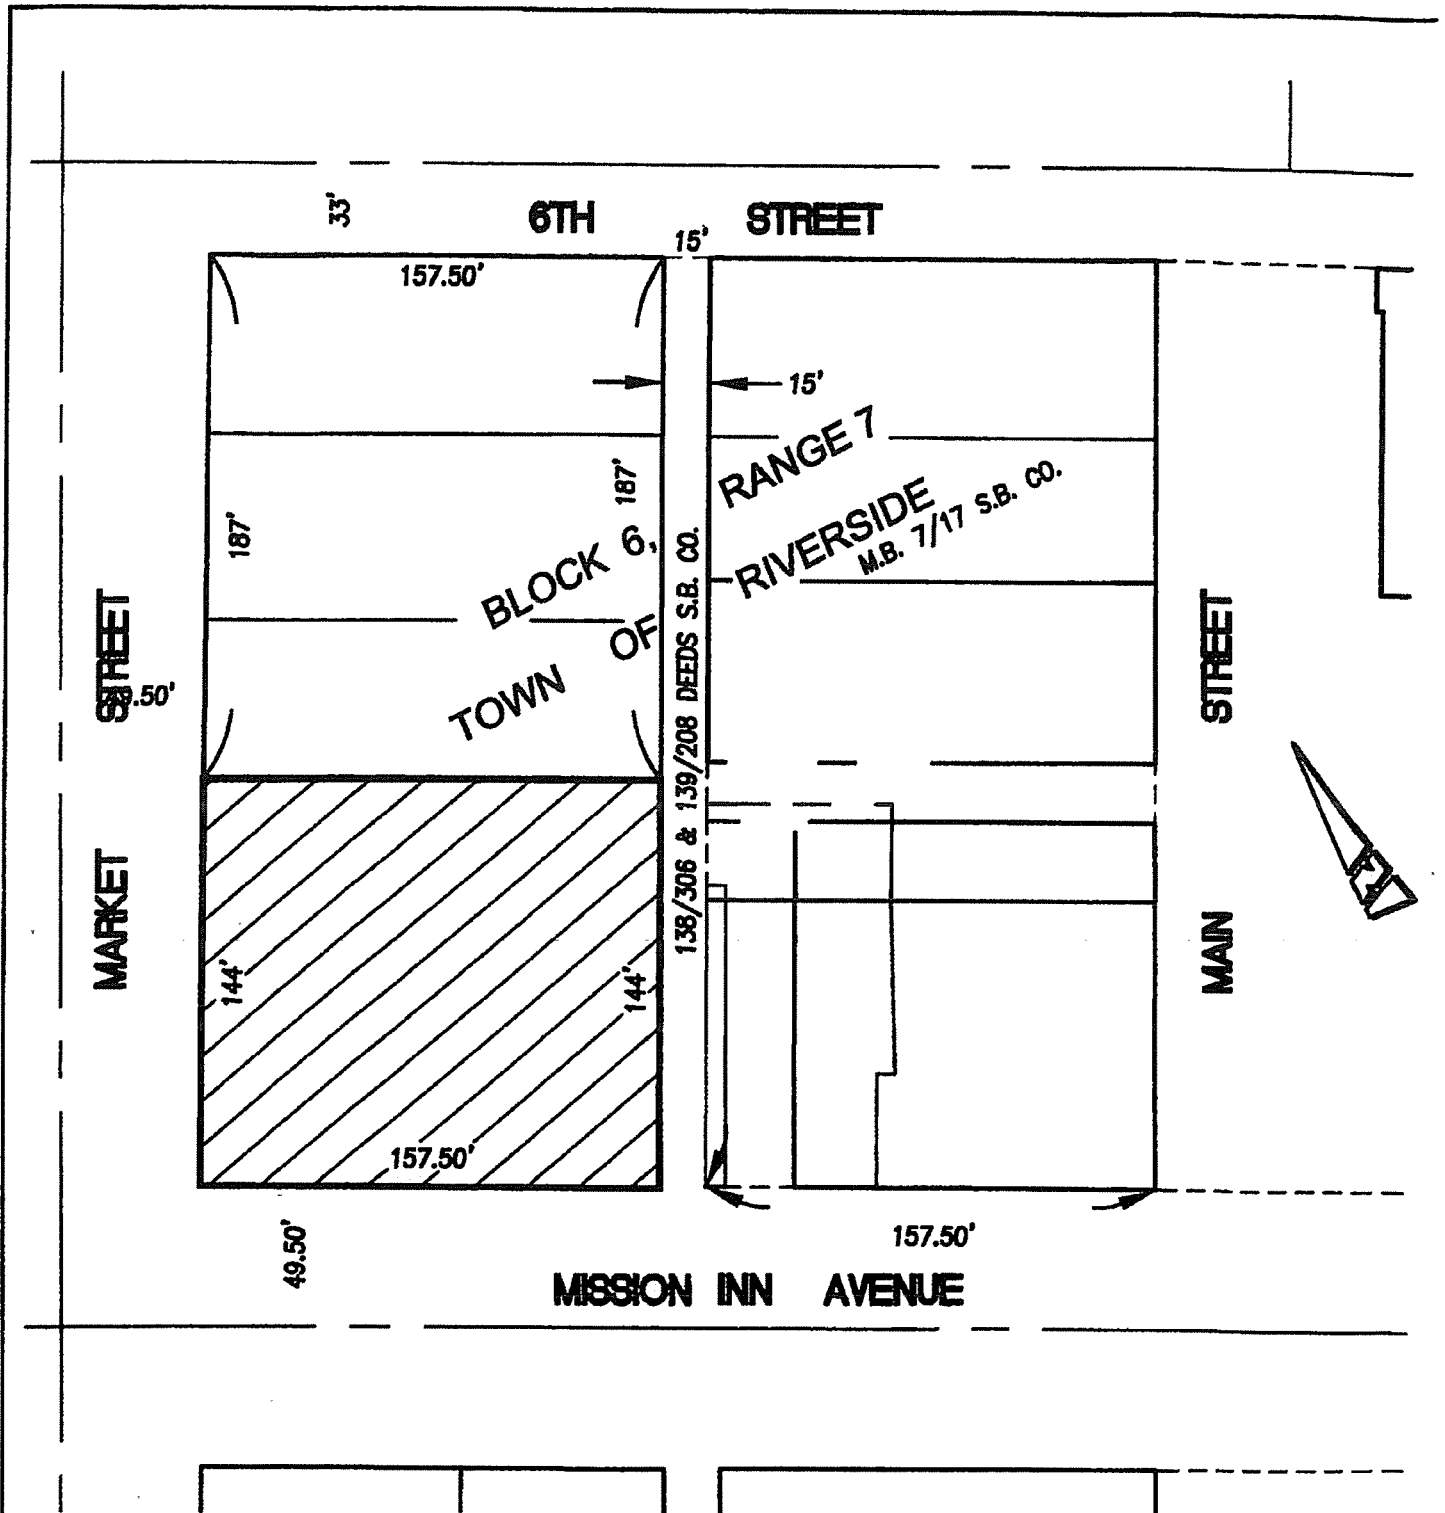 33'
6TH STREET
15'
157.50'
15'
BLOCK 6, RANGE 7
TOWN OF RIVERSIDE
M.B. 7/17 S.B. CO.
187'
187'
138/306 & 139/208 DEEDS S.B. CO.
MARKET STREET
.50'
MAIN STREET
N
144'
144'
157.50'
49.50'
157.50'
MISSION INN AVENUE